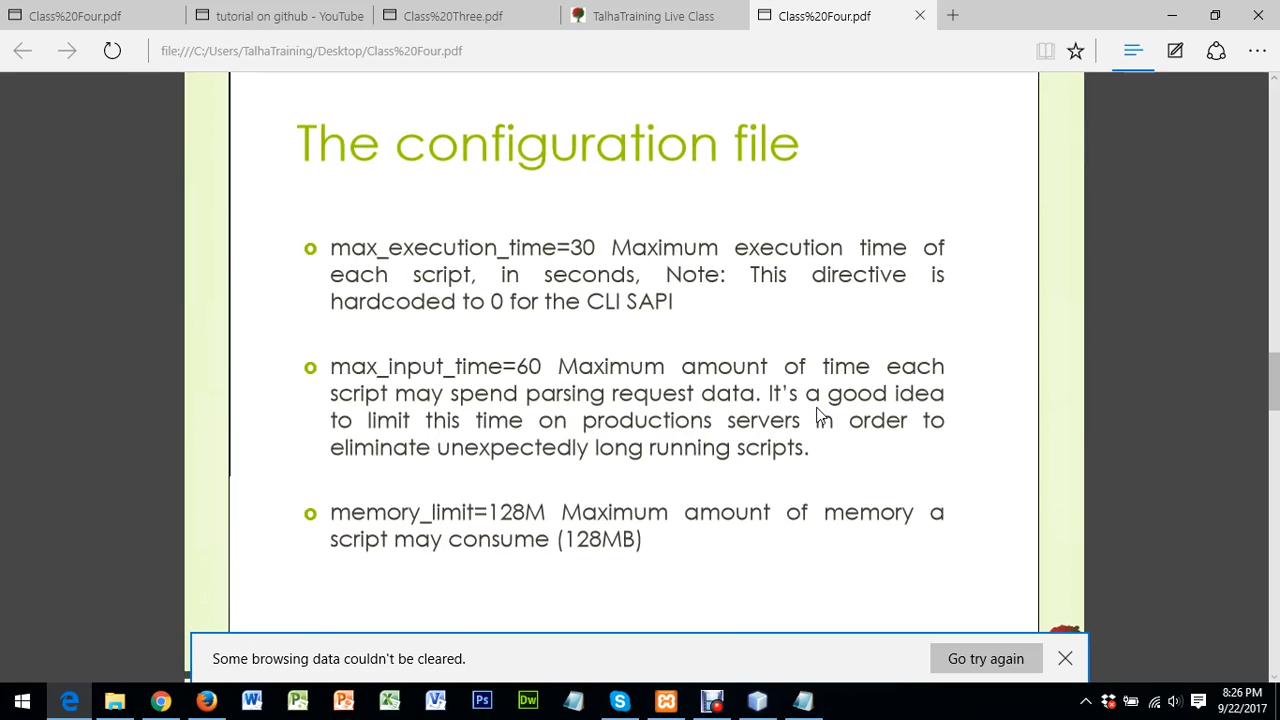 Class%20Four.pdf
tutorial on github - YouTube
Class%20Three.pdf
TalhaTraining Live Class
Class%20Four.pdf
file:///C:/Users/TalhaTraining/Desktop/Class%20Four.pdf
The configuration file
max_execution_time=30 Maximum execution time of
each script, in seconds, Note: This directive is
hardcoded to 0 for the CLI SAPI
max_input_time=60 Maximum amount of time each
script may spend parsing request data. It's a good idea
to limit this time on productions servers in order to
eliminate unexpectedly long running scripts.
memory_limit=128M Maximum amount of memory a
script may consume (128MB)
Some browsing data couldn't be cleared.
Go try again
8:26 PM
9/22/2017